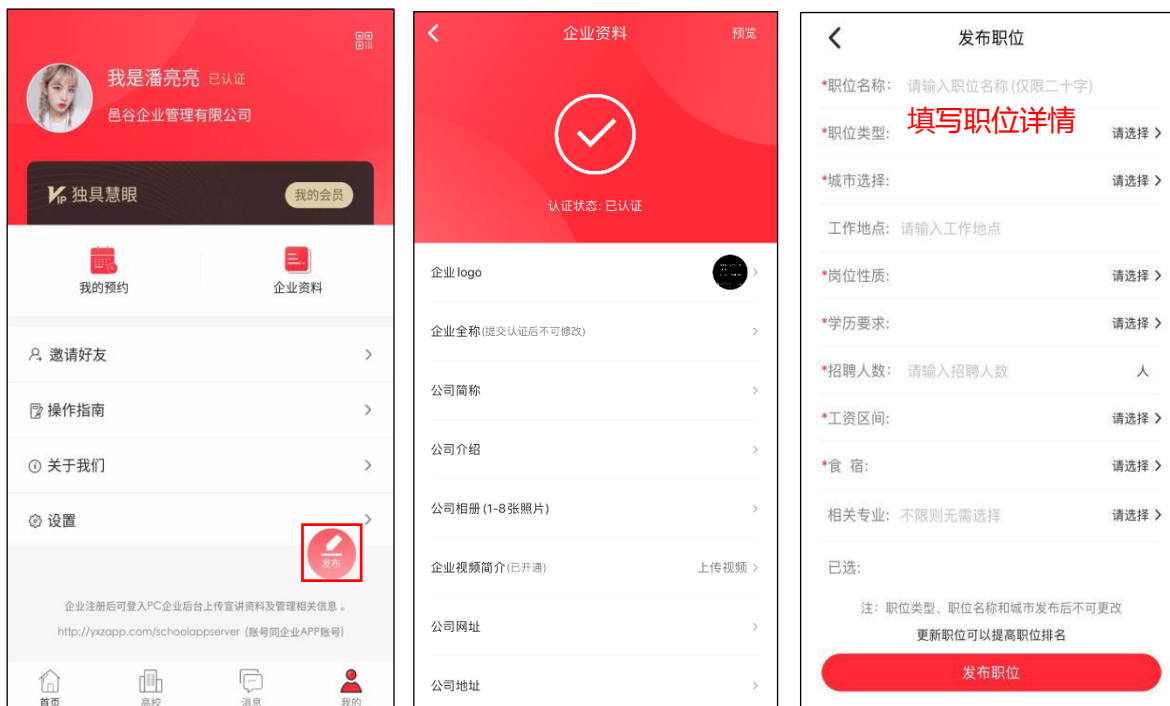 我是潘亮亮 已认证
邑谷企业管理有限公司
VIP 独具慧眼 我的会员
我的预约 企业资料
邀请好友
操作指南
关于我们
设置
发布
企业注册后可登入PC企业后台上传宣讲资料及管理相关信息。
http://yxzapp.com/schoolappserver (账号同企业APP账号)
首页 高校 消息 我的
企业资料 预览
认证状态: 已认证
企业logo
企业全称(提交认证后不可修改)
公司简称
公司介绍
公司相册 (1-8张照片)
企业视频简介(已开通) 上传视频
公司网址
公司地址
发布职位
*职位名称: 请输入职位名称 (仅限二十字)
填写职位详情
*职位类型: 请选择
*城市选择: 请选择
工作地点: 请输入工作地点
*岗位性质: 请选择
*学历要求: 请选择
*招聘人数: 请输入招聘人数 人
*工资区间: 请选择
*食 宿: 请选择
相关专业: 不限则无需选择 请选择
已选:
注: 职位类型、职位名称和城市发布后不可更改
更新职位可以提高职位排名
发布职位